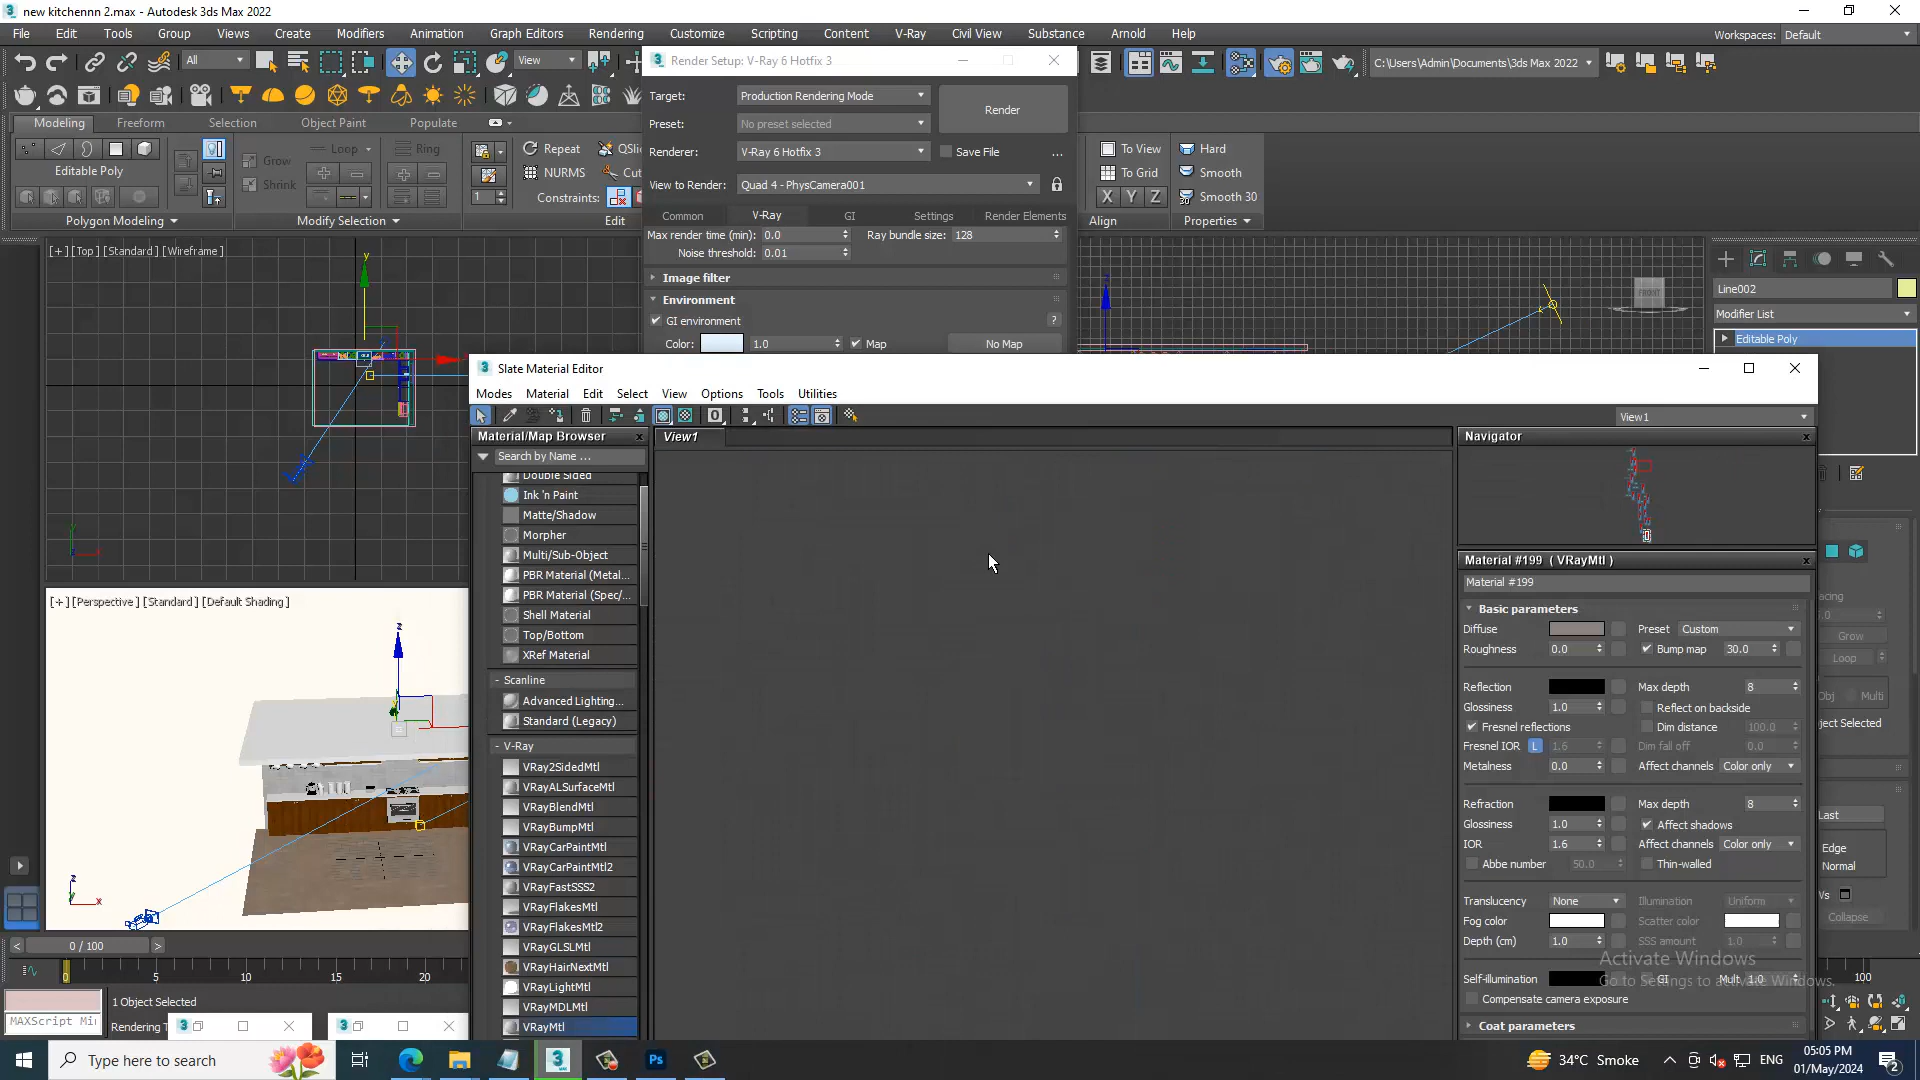 new kitchennn 2.max - Autodesk 3ds Max 2022
File Edit Tools Group Views Create Modifiers Animation Graph Editors Rendering Customize Scripting Content V-Ray Civil View Substance Arnold Help
Workspaces: Default
All View C:\Users\Admin\Documents\3ds Max 2022
Render Setup: V-Ray 6 Hotfix 3
Target: Production Rendering Mode
Preset: No preset selected
Renderer: V-Ray 6 Hotfix 3
Render
Save File ...
View to Render: Quad 4 - PhysCamera001
Common V-Ray GI Settings Render Elements
Max render time (min): 0.0 Ray bundle size: 128
Noise threshold: 0.01
Image filter
Environment
GI environment ?
Color: 1.0 Map No Map
Modeling Freeform Selection Object Paint Populate
Editable Poly
Polygon Modeling
Grow
Shrink
Loop Ring
Modify Selection
1
Repeat
NURMS
Constraints:
Edit
To View
To Grid
X Y Z
Align
Hard
Smooth
Smooth 30
Properties
[+] [Top] [Standard] [Wireframe]
y
[+] [Perspective] [Standard] [Default Shading]
z
z
x
FRONT
Line002
Modifier List
Editable Poly
Slate Material Editor
Modes Material Edit Select View Options Tools Utilities
View1
Material/Map Browser
Search by Name ...
Double Sided
Ink 'n Paint
Matte/Shadow
Morpher
Multi/Sub-Object
PBR Material (Metal...
PBR Material (Spec/...
Shell Material
Top/Bottom
XRef Material
- Scanline
Advanced Lighting...
Standard (Legacy)
- V-Ray
VRay2SidedMtl
VRayALSurfaceMtl
VRayBlendMtl
VRayBumpMtl
VRayCarPaintMtl
VRayCarPaintMtl2
VRayFastSSS2
VRayFlakesMtl
VRayFlakesMtl2
VRayGLSLMtl
VRayHairNextMtl
VRayLightMtl
VRayMDLMtl
VRayMtl
View1
Navigator
Material #199 ( VRayMtl )
Material #199
Basic parameters
Diffuse Preset Custom
Roughness 0.0 Bump map 30.0
Reflection Max depth 8
Glossiness 1.0 Reflect on backside
Fresnel reflections Dim distance 100.0
Fresnel IOR L 1.6 Dim fall off 0.0
Metalness 0.0 Affect channels Color only
Refraction Max depth 8
Glossiness 1.0 Affect shadows
IOR 1.6 Affect channels Color only
Abbe number 50.0 Thin-walled
Translucency None Illumination Uniform
Fog color Scatter color
Depth (cm) 1.0 SSS amount 1.0
Self-illumination GI Mult 1.0
Compensate camera exposure
Coat parameters
Activate Windows
Go to Settings to activate Windows.
Grow
Loop
Obj Multi
ject Selected
Last
Edge
Normal
Vs
Collapse
< 0 / 100 >
0 5 10 15 20
100
MAXScript Mi
1 Object Selected
Rendering T
Type here to search
Ps
34°C Smoke
ENG
05:05 PM
01/May/2024
2